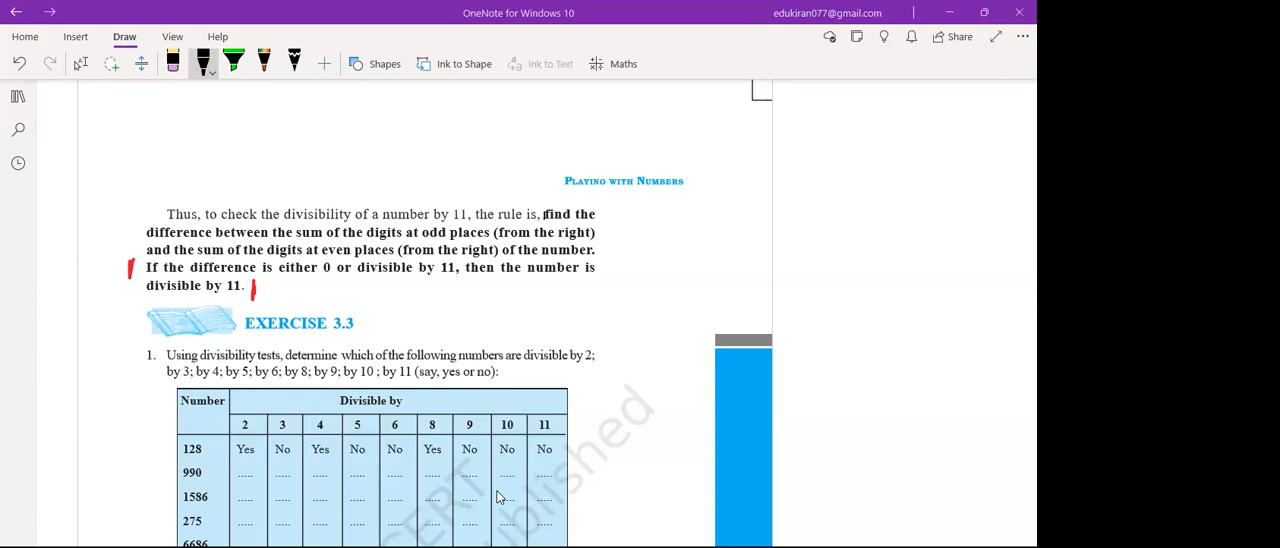 OneNote for Windows 10
edukiran077@gmail.com
Home Insert Draw View Help
Share
Shapes Ink to Shape Ink to Text Maths
PLAYING WITH NUMBERS
Thus, to check the divisibility of a number by 11, the rule is, find the
difference between the sum of the digits at odd places (from the right)
and the sum of the digits at even places (from the right) of the number.
If the difference is either 0 or divisible by 11, then the number is
divisible by 11.
EXERCISE 3.3
1. Using divisibility tests, determine which of the following numbers are divisible by 2;
by 3; by 4; by 5; by 6; by 8; by 9; by 10 ; by 11 (say, yes or no):
Number Divisible by
2 3 4 5 6 8 9 10 11
128 Yes No Yes No No Yes No No No
990 ..... ..... ..... ..... ..... ..... ..... ..... .....
1586 ..... ..... ..... ..... ..... ..... ..... ..... .....
275 ..... ..... ..... ..... ..... ..... ..... ..... .....
6686